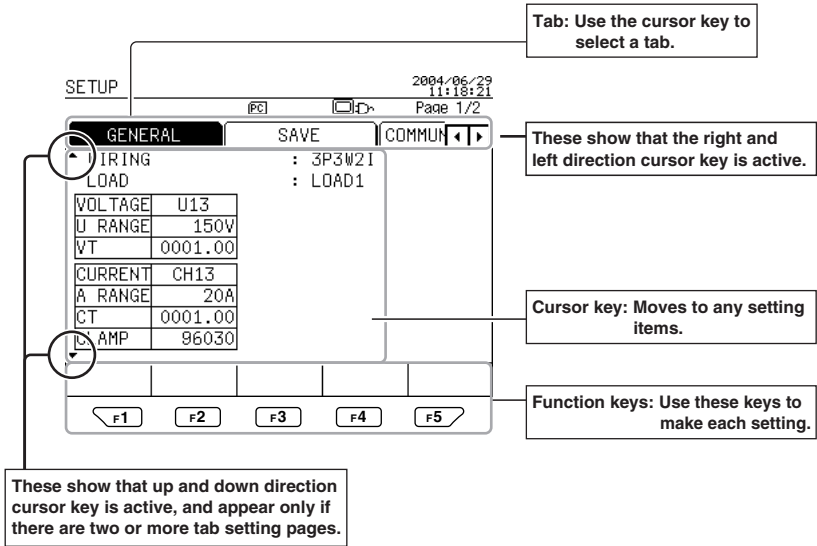 Tab: Use the cursor key to
select a tab.
SETUP
2004/06/29
11:18:21
PC
Page 1/2
GENERAL SAVE COMMUN
These show that the right and
left direction cursor key is active.
WIRING : 3P3W2I
LOAD : LOAD1
VOLTAGE U13
U RANGE 150V
VT 0001.00
CURRENT CH13
A RANGE 20A
CT 0001.00
CLAMP 96030
Cursor key: Moves to any setting
items.
Function keys: Use these keys to
make each setting.
F1 F2 F3 F4 F5
These show that up and down direction
cursor key is active, and appear only if
there are two or more tab setting pages.